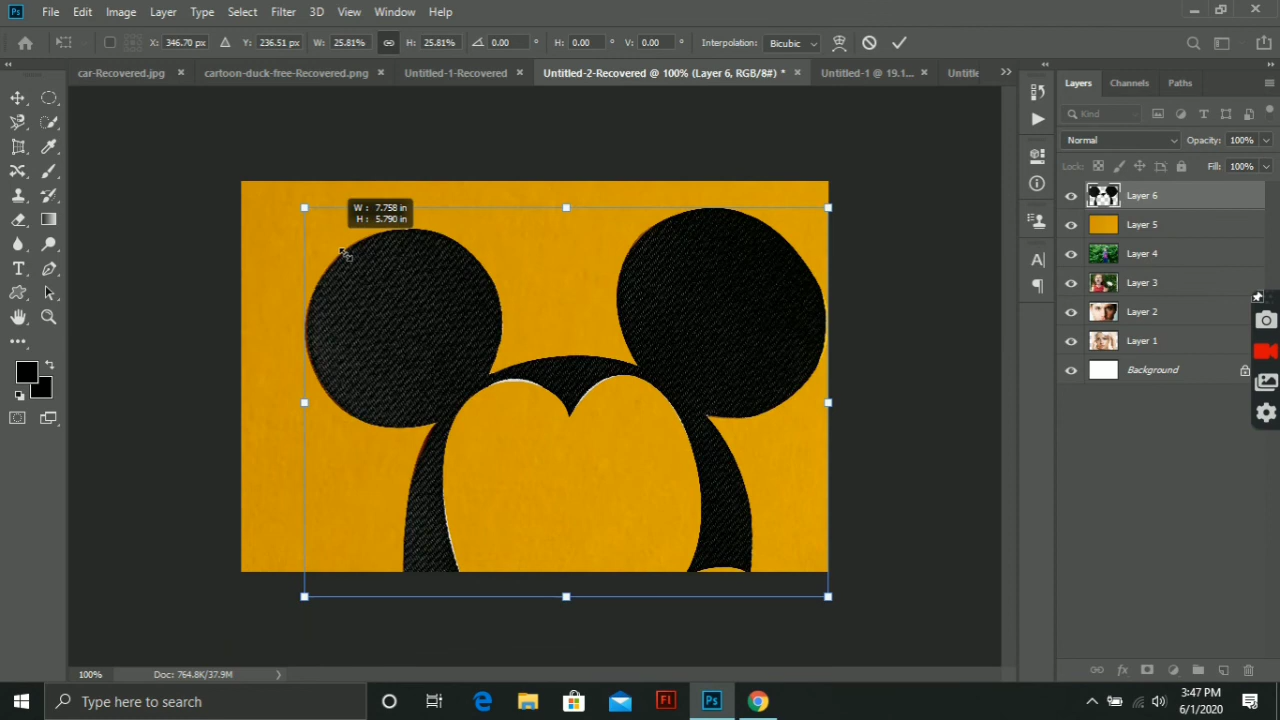 Ps File Edit Image Layer Type Select Filter 3D View Window Help
X: 346.70 px Y: 236.51 px W: 25.81% H: 25.81% 0.00 ° H: 0.00 ° V: 0.00 ° Interpolation: Bicubic
car-Recovered.jpg × cartoon-duck-free-Recovered.png × Untitled-1-Recovered × Untitled-2-Recovered @ 100% (Layer 6, RGB/8#) * × Untitled-1 @ 19.1... × Untitle
Layers Channels Paths
Kind
Normal Opacity: 100%
Lock: Fill: 100%
Layer 6
W: 7.758 in
H: 5.790 in
Layer 5
Layer 4
Layer 3
Layer 2
Layer 1
Background
100% Doc: 764.8K/37.9M
Type here to search
Fl Ps
3:47 PM
6/1/2020